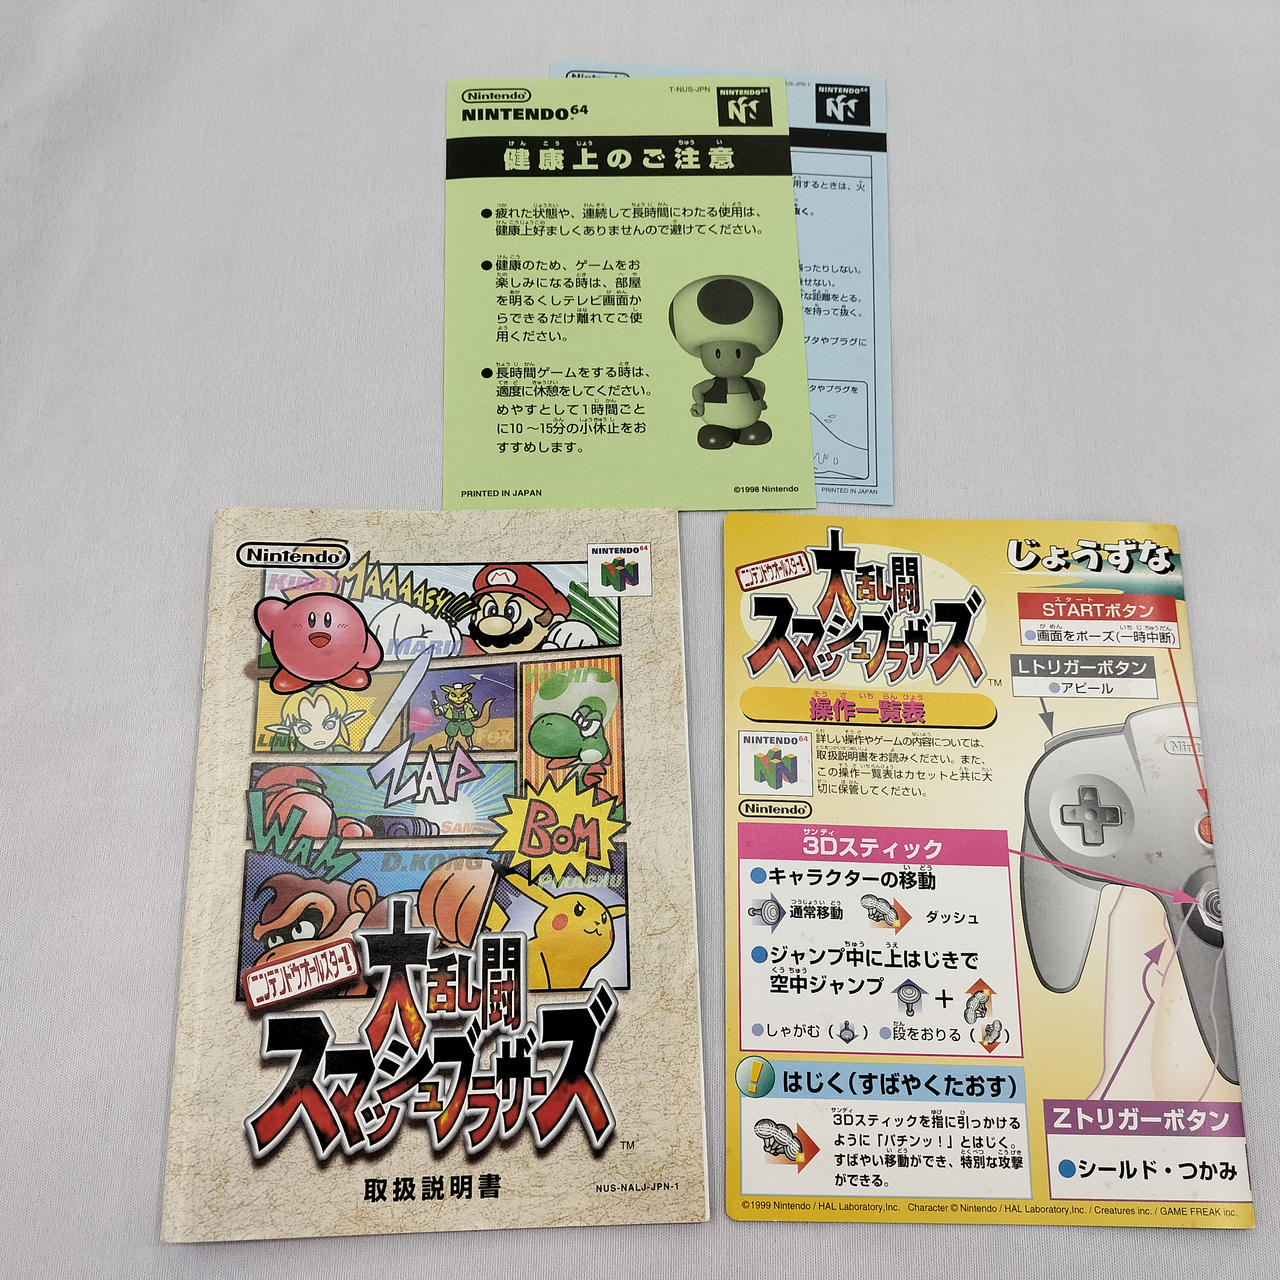 Nintendo
NINTENDO64
T-NUS-JPN
NINTENDO64
健康上のご注意
●疲れた状態や、連続して長時間にわたる使用は、
健康上好ましくありませんので避けてください。
●健康のため、ゲームをお
楽しみになる時は、部屋
を明るくしテレビ画面か
らできるだけ離れてご使
用ください。
●長時間ゲームをする時は、
適度に休憩をしてください。
めやすとして1時間ごと
に10～15分の小休止をお
すすめします。
PRINTED IN JAPAN
©1998 Nintendo
NINTENDO64
用するときは、火
抜く。
ったりしない。
せない。
な距離をとる。
を持って抜く。
プタやプラグに
タやプラグを
PRINTED IN JAPAN
Nintendo
NINTENDO64
KIRBY
MAAAASH!!!
MARIO
LINK
FOX
YOSHI
ZAP
WAM
SAMUS
BOM
D.KONG
PIKACHU
ニンテンドウオールスター!
大乱闘
スマッシュブラザーズ
TM
取扱説明書
NUS-NALJ-JPN-1
ニンテンドウオールスター!
大乱闘
スマッシュブラザーズ
TM
操作一覧表
NINTENDO64
詳しい操作やゲームの内容については、
取扱説明書をお読みください。また、
この操作一覧表はカセットと共に大
切に保管してください。
Nintendo
じょうずな
STARTボタン
●画面をポーズ(一時中断)
Lトリガーボタン
●アピール
3Dスティック
●キャラクターの移動
通常移動
ダッシュ
●ジャンプ中に上はじきで
空中ジャンプ
+
●しゃがむ( )
●段をおりる( )
! はじく(すばやくたおす)
3Dスティックを指に引っかける
ように「パチンッ！」とはじく。
すばやい移動ができ、特別な攻撃
ができる。
Zトリガーボタン
●シールド・つかみ
©1999 Nintendo / HAL Laboratory,Inc. Character © Nintendo / HAL Laboratory,Inc. / Creatures inc. / GAME FREAK inc.